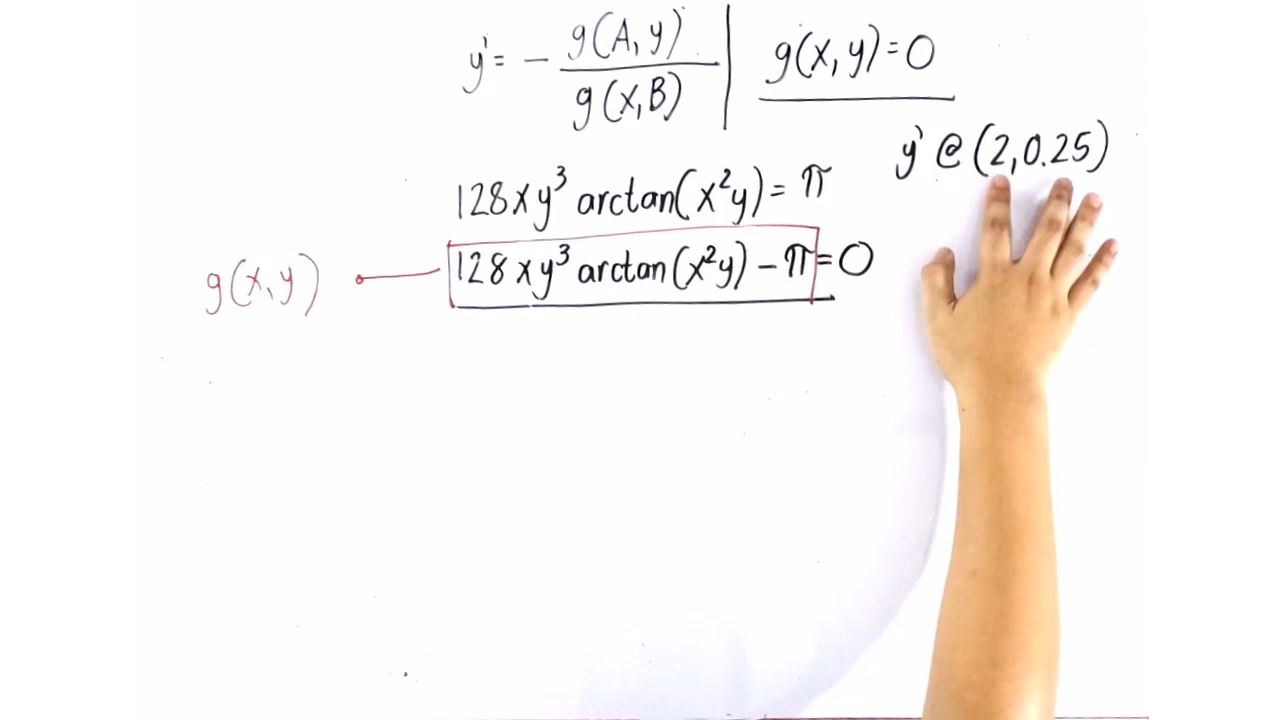 y' = - g(A, y) / g(x, B) | g(x, y) = 0
y' @ (2, 0.25)
128xy³ arctan(x²y) = π
g(x, y) 128xy³ arctan(x²y) - π = 0